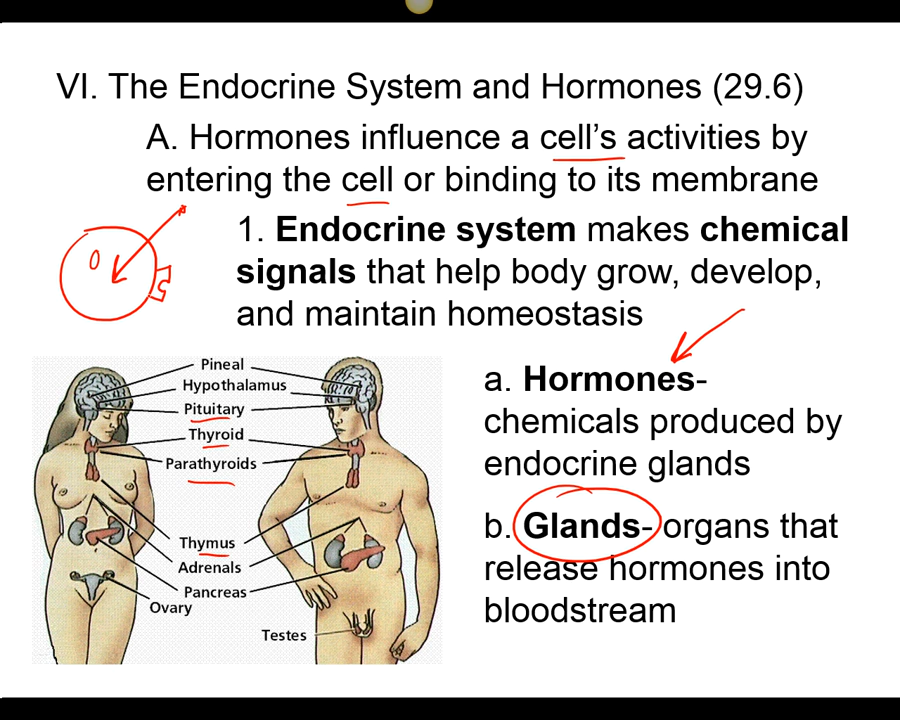 VI. The Endocrine System and Hormones (29.6)
A. Hormones influence a cell’s activities by
entering the cell or binding to its membrane
1. Endocrine system makes chemical
signals that help body grow, develop,
and maintain homeostasis
Pineal
Hypothalamus
Pituitary
Thyroid
Parathyroids
Thymus
Adrenals
Pancreas
Ovary
Testes
a. Hormones-
chemicals produced by
endocrine glands
b. Glands- organs that
release hormones into
bloodstream